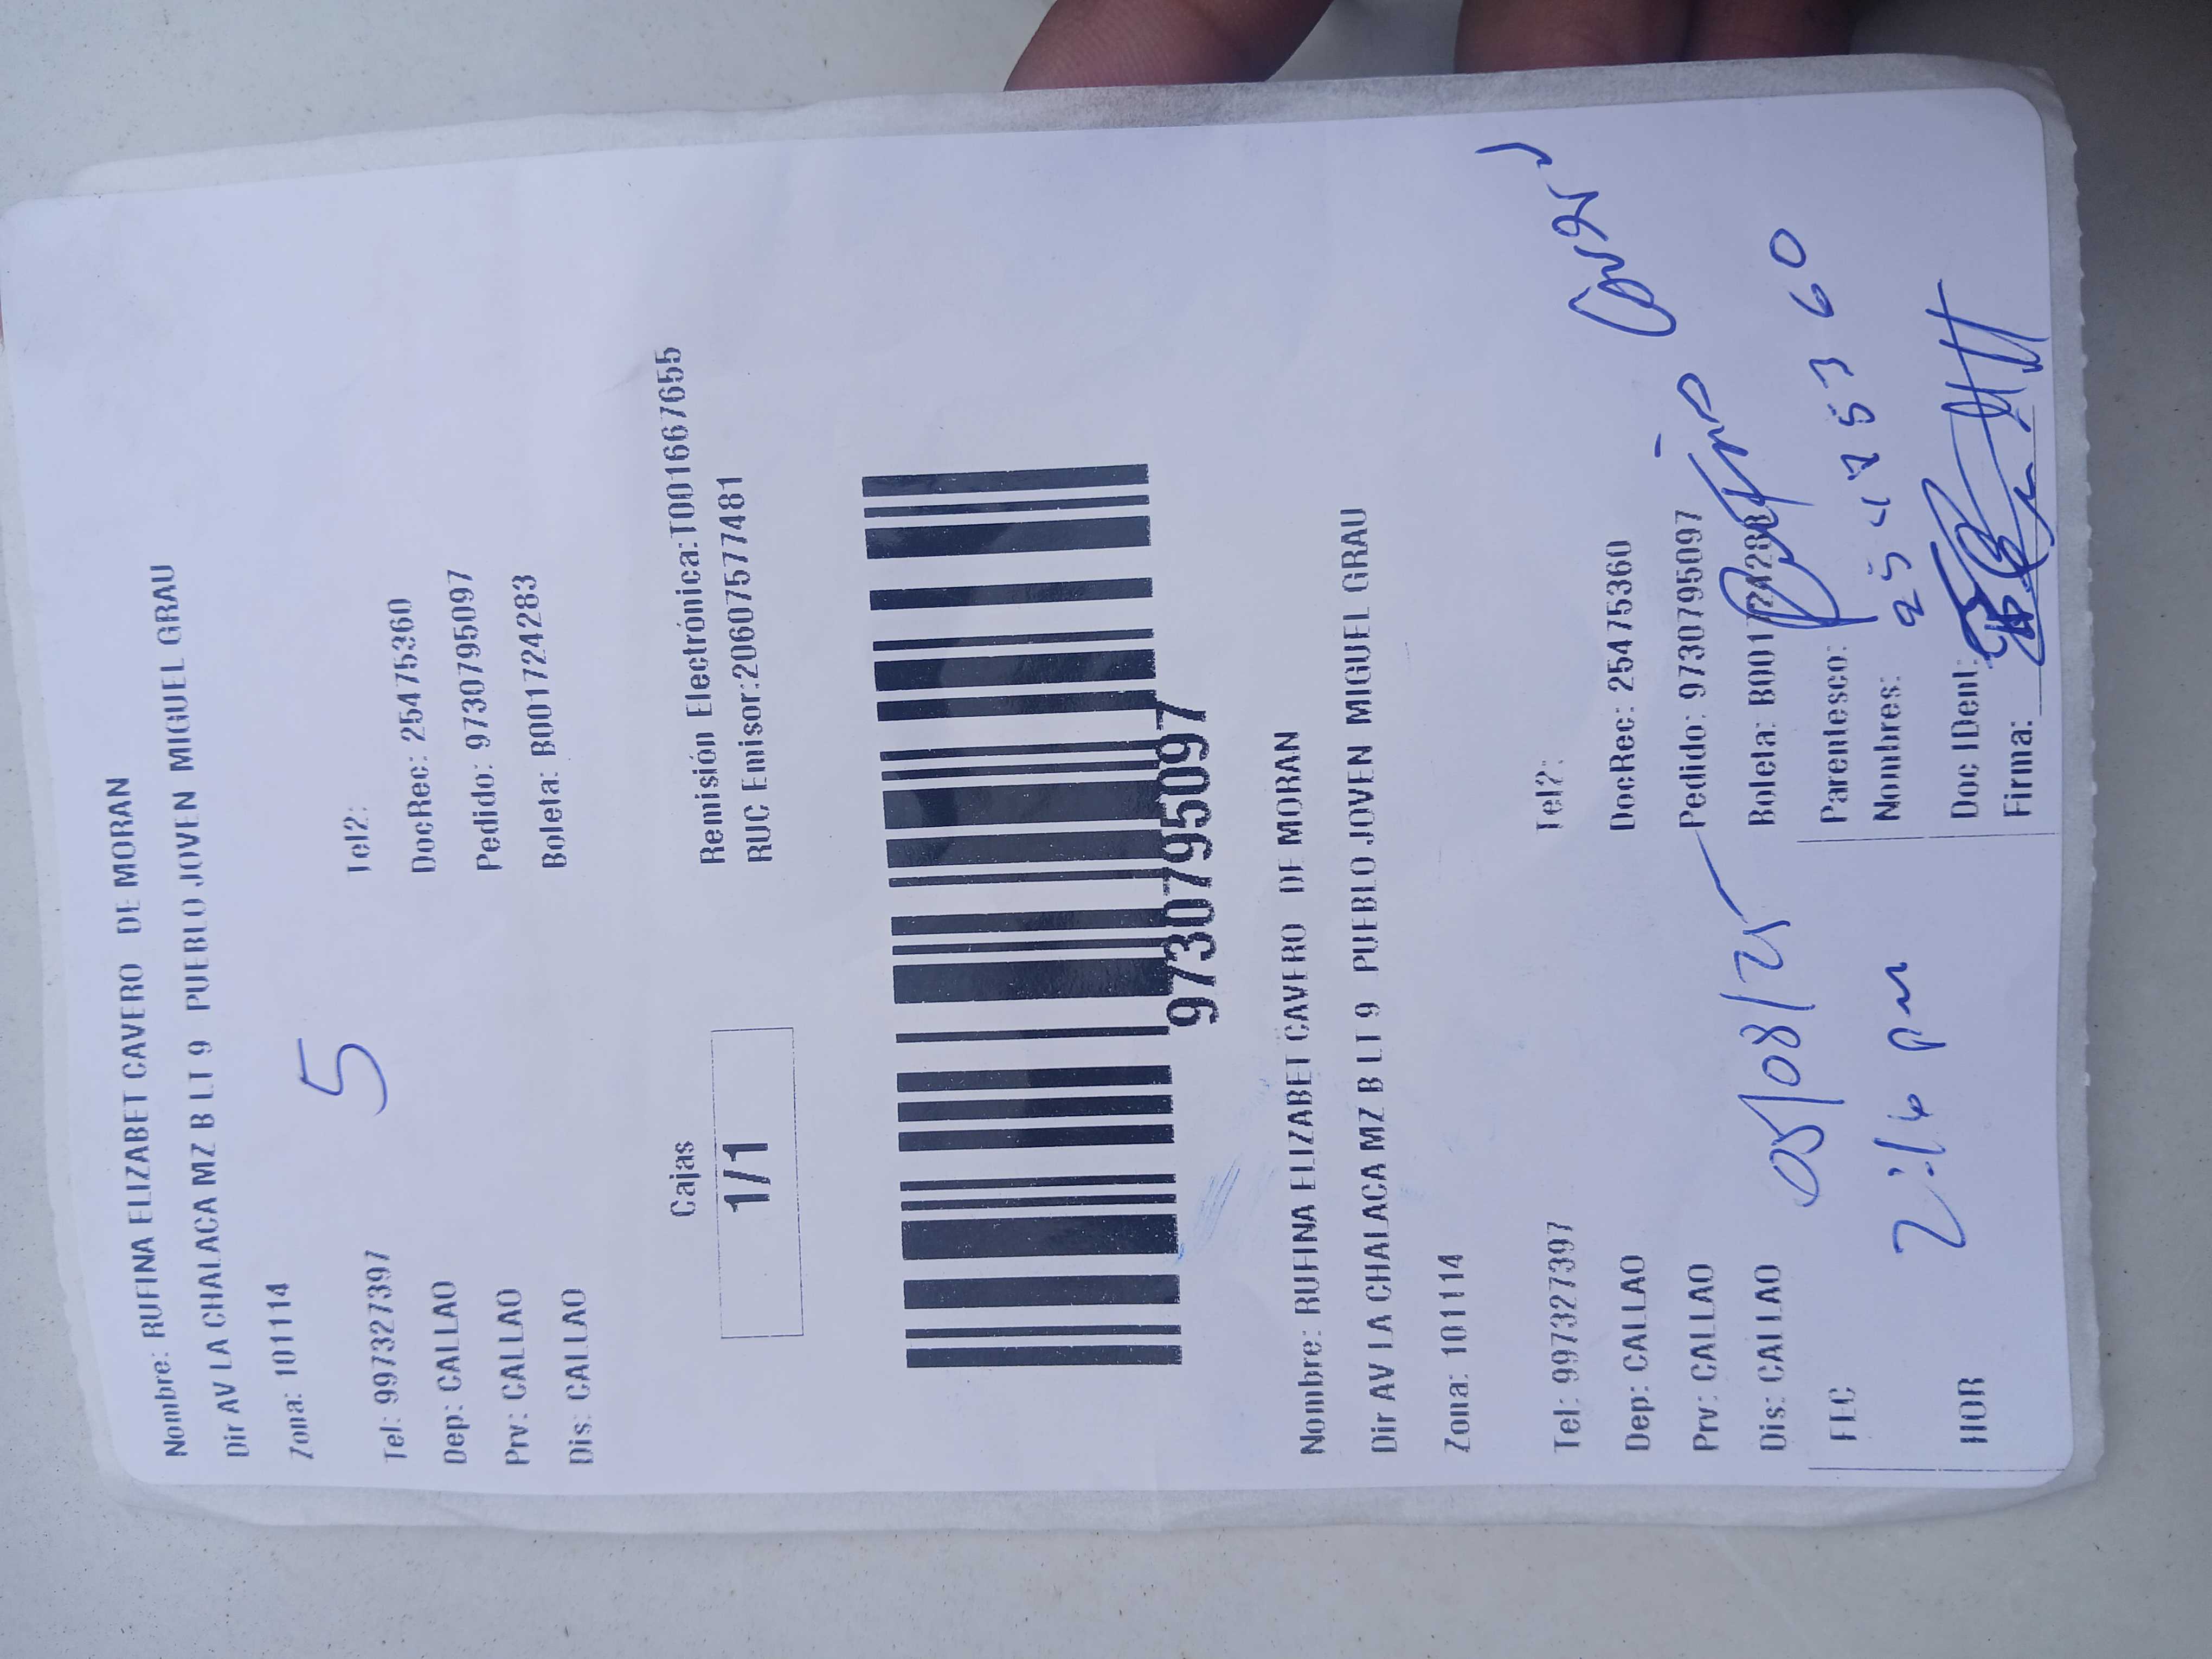 Nombre: RUFINA ELIZABET CAVERO DE MORAN
Dir AV LA CHALACA MZ B LT 9 PUEBLO JOVEN MIGUEL GRAU
Zona: 101114
5
Tel: 997327397 Tel2:
Dep: CALLAO DocRec: 25475360
Prv: CALLAO Pedido: 9730795097
Dis: CALLAO Boleta: B001724283
Cajas Remisión Electrónica:T001667655
1/1 RUC Emisor:20607577481
9730795097
Nombre: RUFINA ELIZABET CAVERO DE MORAN
Dir AV LA CHALACA MZ B LT 9 PUEBLO JOVEN MIGUEL GRAU
Zona: 101114
Tel: 997327397 Tel2:
Dep: CALLAO DocRec: 25475360
Prv: CALLAO Pedido: 9730795097
Dis: CALLAO Boleta: B001724283
FEC 05/08/25 Parentesco:
Nombres:
25475360
HOR 2:16 pm Doc IDent:
Firma: